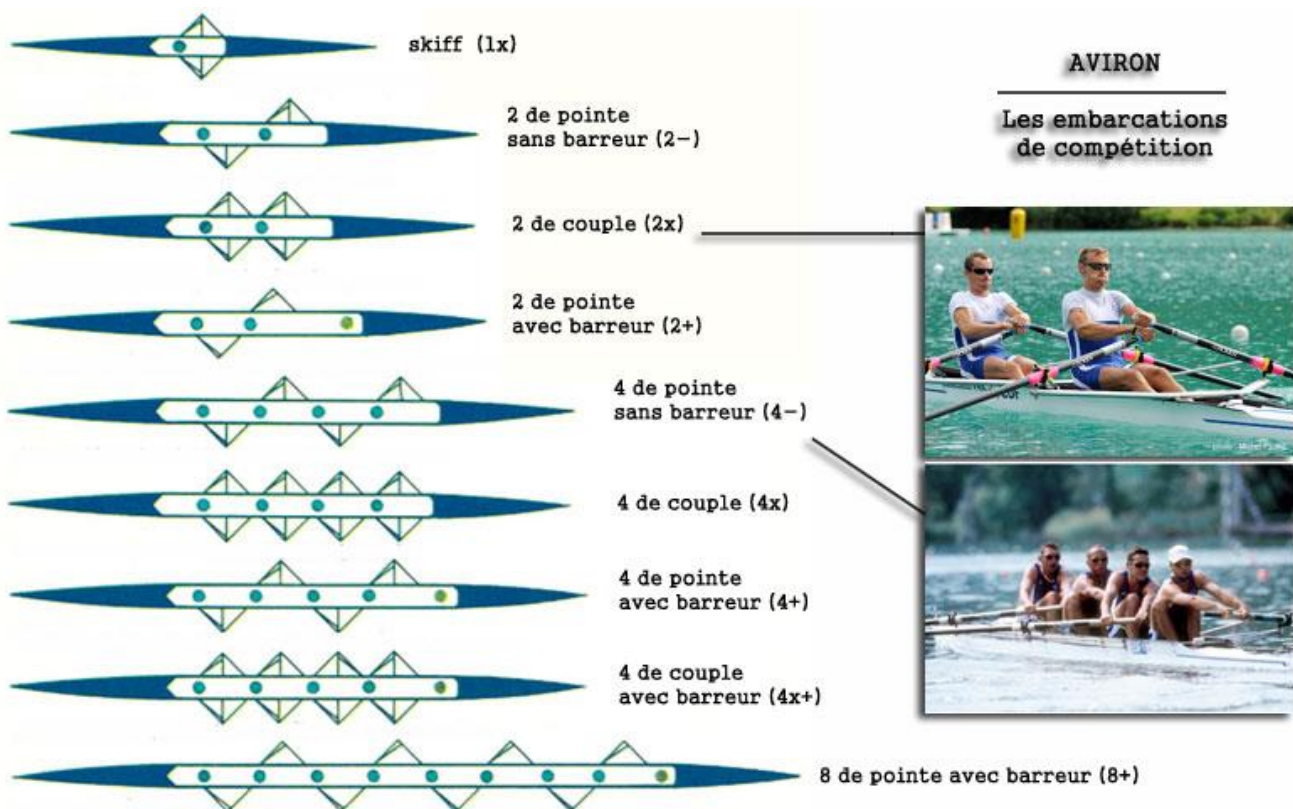 skiff (1x)
AVIRON
Les embarcations
de compétition
2 de pointe
sans barreur (2-)
2 de couple (2x)
2 de pointe
avec barreur (2+)
4 de pointe
sans barreur (4-)
4 de couple (4x)
4 de pointe
avec barreur (4+)
4 de couple
avec barreur (4x+)
8 de pointe avec barreur (8+)